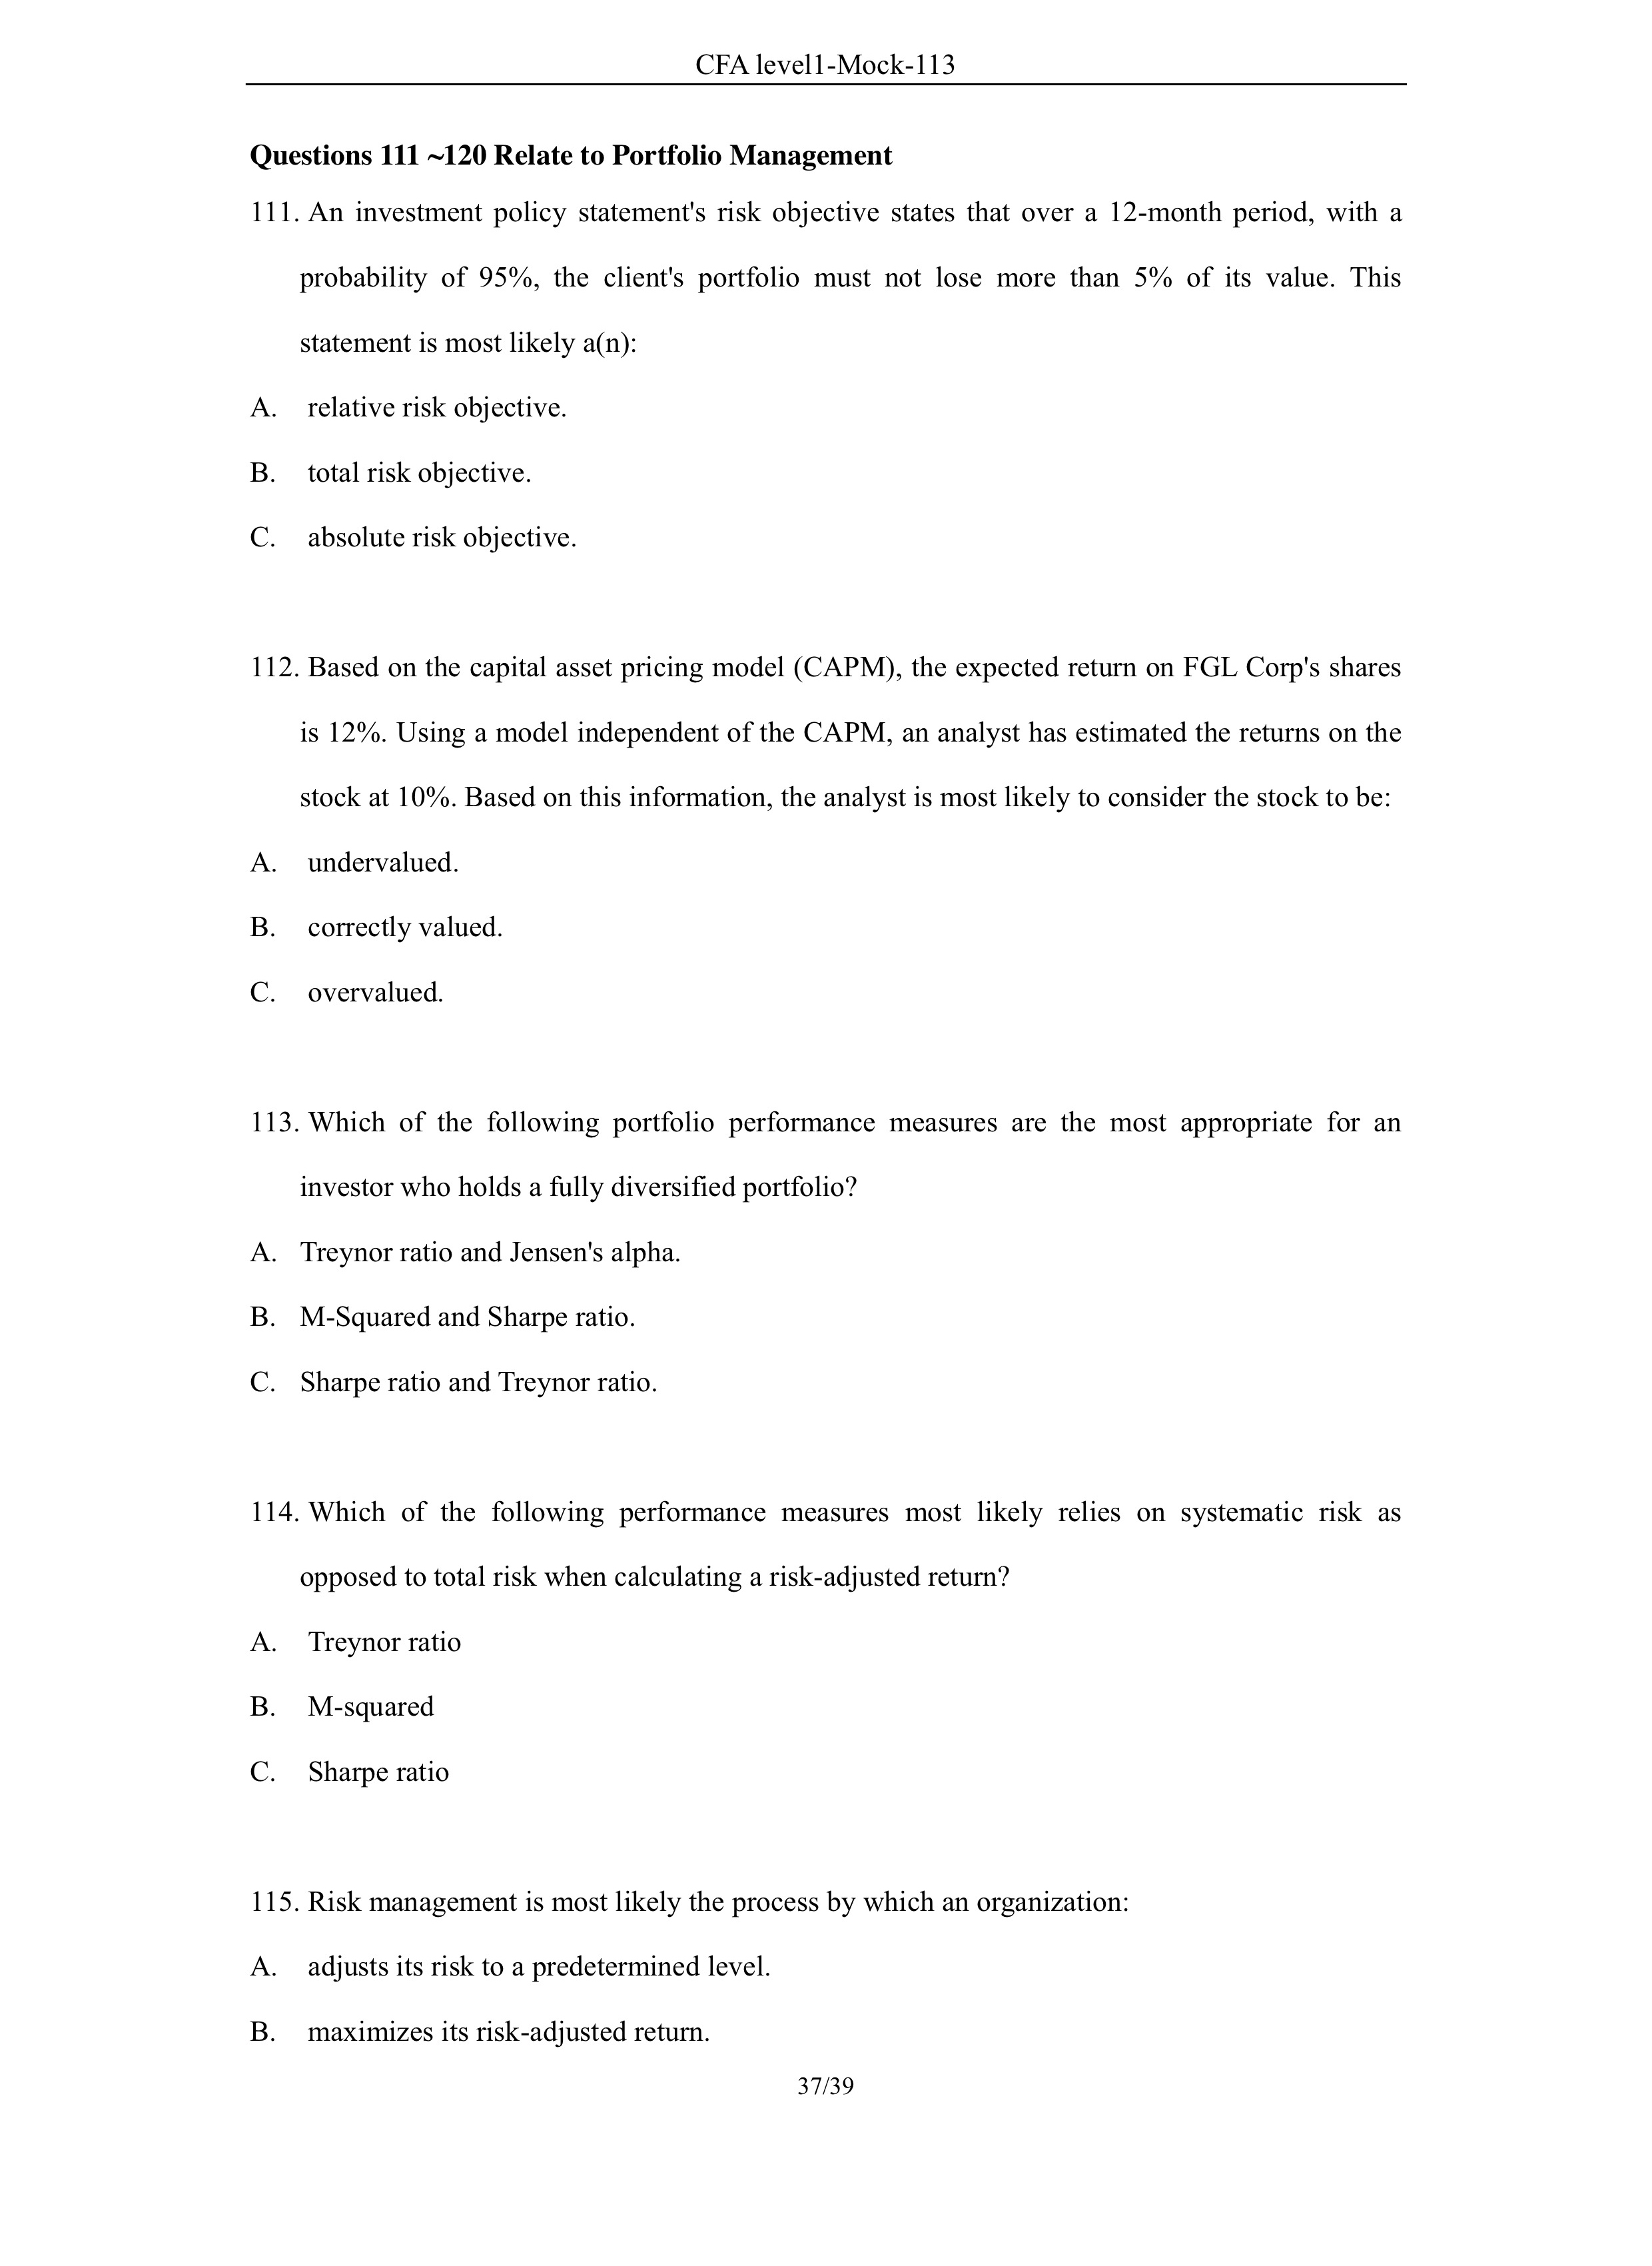 CFA level1-Mock-113
Questions 111 ~120 Relate to Portfolio Management
111. An investment policy statement's risk objective states that over a 12-month period, with a
probability of 95%, the client's portfolio must not lose more than 5% of its value. This
statement is most likely a(n):
A. relative risk objective.
B. total risk objective.
C. absolute risk objective.
112. Based on the capital asset pricing model (CAPM), the expected return on FGL Corp's shares
is 12%. Using a model independent of the CAPM, an analyst has estimated the returns on the
stock at 10%. Based on this information, the analyst is most likely to consider the stock to be:
A. undervalued.
B. correctly valued.
C. overvalued.
113. Which of the following portfolio performance measures are the most appropriate for an
investor who holds a fully diversified portfolio?
A. Treynor ratio and Jensen's alpha.
B. M-Squared and Sharpe ratio.
C. Sharpe ratio and Treynor ratio.
114. Which of the following performance measures most likely relies on systematic risk as
opposed to total risk when calculating a risk-adjusted return?
A. Treynor ratio
B. M-squared
C. Sharpe ratio
115. Risk management is most likely the process by which an organization:
A. adjusts its risk to a predetermined level.
B. maximizes its risk-adjusted return.
37/39